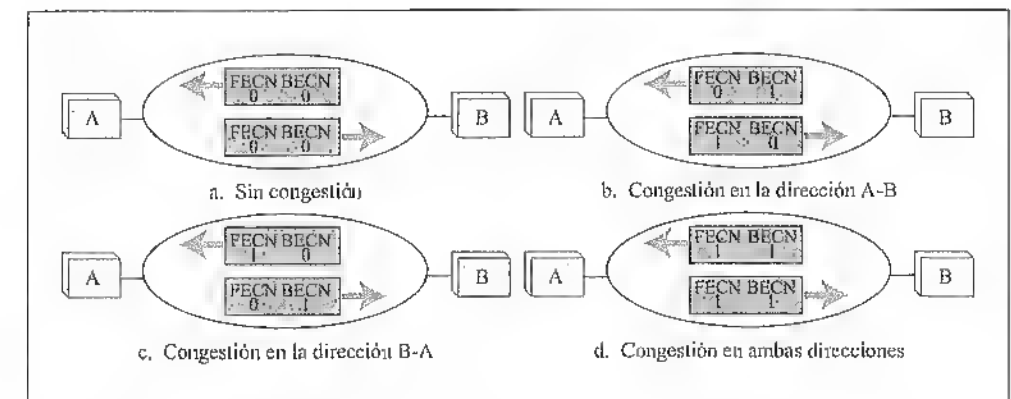 FECN BECN
0 0
A
FECN BECN
0 0
B
a. Sin congestión
FECN BECN
0 1
A
FECN BECN
1 0
B
b. Congestión en la dirección A-B
FECN BECN
1 0
A
FECN BECN
0 1
B
c. Congestión en la dirección B-A
FECN BECN
1 1
A
FECN BECN
1 1
B
d. Congestión en ambas direcciones